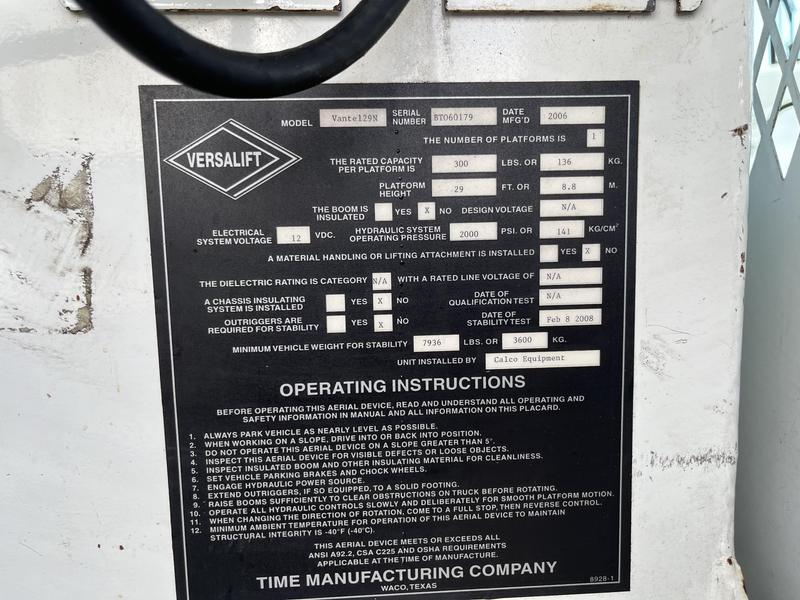 MODEL Vante129N SERIAL NUMBER BT060179 DATE MFG'D 2006
THE NUMBER OF PLATFORMS IS 1
VERSALIFT
THE RATED CAPACITY PER PLATFORM IS 300 LBS. OR 136 KG.
PLATFORM HEIGHT 29 FT. OR 8.8 M.
THE BOOM IS INSULATED YES X NO DESIGN VOLTAGE N/A
ELECTRICAL SYSTEM VOLTAGE 12 VDC. HYDRAULIC SYSTEM OPERATING PRESSURE 2000 PSI. OR 141 KG/CM²
A MATERIAL HANDLING OR LIFTING ATTACHMENT IS INSTALLED YES X NO
THE DIELECTRIC RATING IS CATEGORY N/A WITH A RATED LINE VOLTAGE OF N/A
A CHASSIS INSULATING SYSTEM IS INSTALLED YES X NO DATE OF QUALIFICATION TEST N/A
OUTRIGGERS ARE REQUIRED FOR STABILITY YES X NO DATE OF STABILITY TEST Feb 8 2008
MINIMUM VEHICLE WEIGHT FOR STABILITY 7936 LBS. OR 3600 KG.
UNIT INSTALLED BY Calco Equipment
OPERATING INSTRUCTIONS
BEFORE OPERATING THIS AERIAL DEVICE, READ AND UNDERSTAND ALL OPERATING AND
SAFETY INFORMATION IN MANUAL AND ALL INFORMATION ON THIS PLACARD.
1. ALWAYS PARK VEHICLE AS NEARLY LEVEL AS POSSIBLE.
2. WHEN WORKING ON A SLOPE, DRIVE INTO OR BACK INTO POSITION.
3. DO NOT OPERATE THIS AERIAL DEVICE ON A SLOPE GREATER THAN 5°.
4. INSPECT THIS AERIAL DEVICE FOR VISIBLE DEFECTS OR LOOSE OBJECTS.
5. INSPECT INSULATED BOOM AND OTHER INSULATING MATERIAL FOR CLEANLINESS.
6. SET VEHICLE PARKING BRAKES AND CHOCK WHEELS.
7. ENGAGE HYDRAULIC POWER SOURCE.
8. EXTEND OUTRIGGERS, IF SO EQUIPPED, TO A SOLID FOOTING.
9. RAISE BOOMS SUFFICIENTLY TO CLEAR OBSTRUCTIONS ON TRUCK BEFORE ROTATING.
10. OPERATE ALL HYDRAULIC CONTROLS SLOWLY AND DELIBERATELY FOR SMOOTH PLATFORM MOTION.
11. WHEN CHANGING THE DIRECTION OF ROTATION, COME TO A FULL STOP, THEN REVERSE CONTROL.
12. MINIMUM AMBIENT TEMPERATURE FOR OPERATION OF THIS AERIAL DEVICE TO MAINTAIN
STRUCTURAL INTEGRITY IS -40°F (-40°C).
THIS AERIAL DEVICE MEETS OR EXCEEDS ALL
ANSI A92.2, CSA C225 AND OSHA REQUIREMENTS
APPLICABLE AT THE TIME OF MANUFACTURE.
TIME MANUFACTURING COMPANY
WACO, TEXAS
8928-1